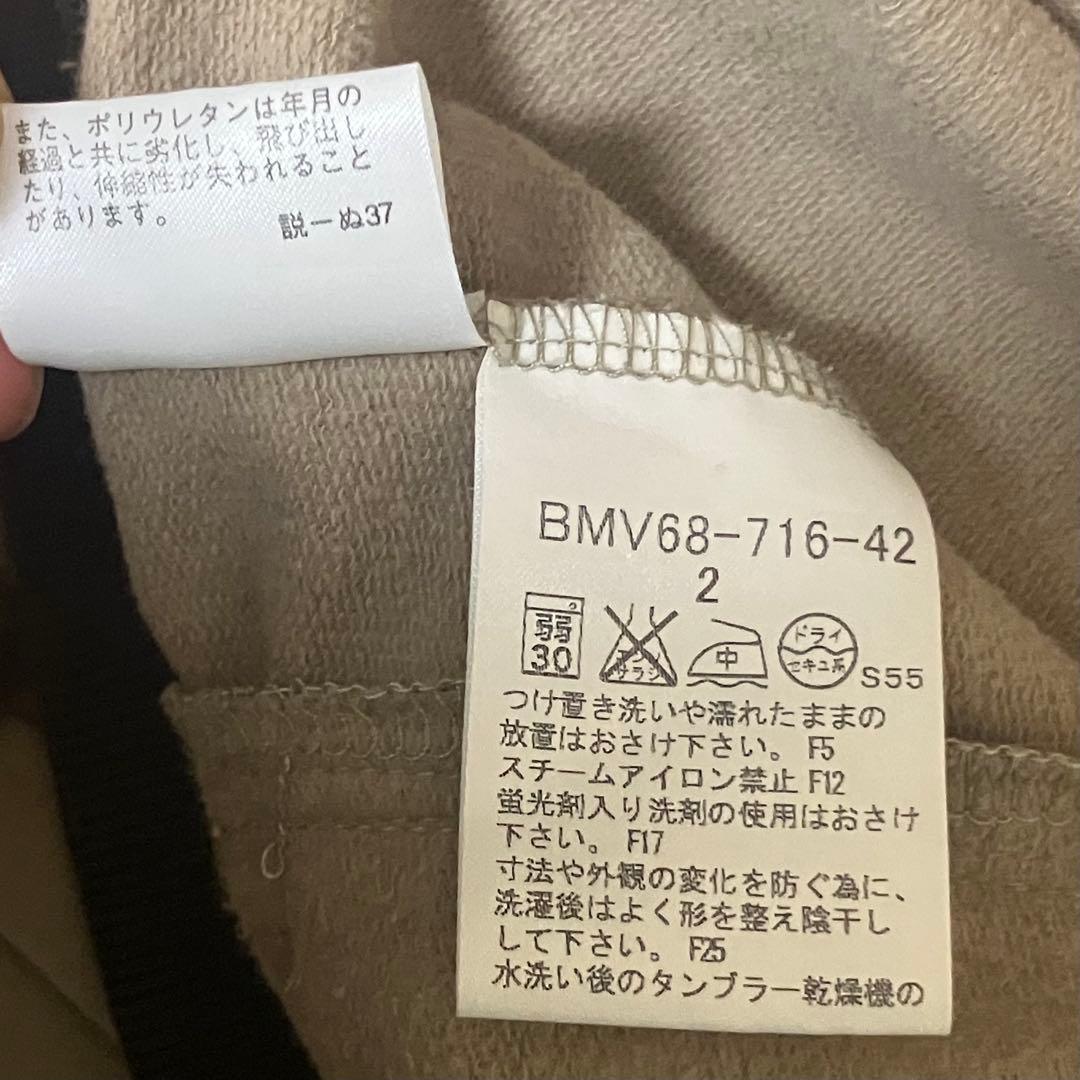 また、ポリウレタンは年月の
経過と共に劣化し、飛び出し
たり、伸縮性が失われること
があります。
説ーぬ37
BMV68-716-42
2
弱
30
エンソ
サラシ
中
ドライ
セキユ系
S55
つけ置き洗いや濡れたままの
放置はおさけ下さい。 F5
スチームアイロン禁止 F12
蛍光剤入り洗剤の使用はおさけ
下さい。 F17
寸法や外観の変化を防ぐ為に、
洗濯後はよく形を整え陰干し
して下さい。 F25
水洗い後のタンブラー乾燥機の